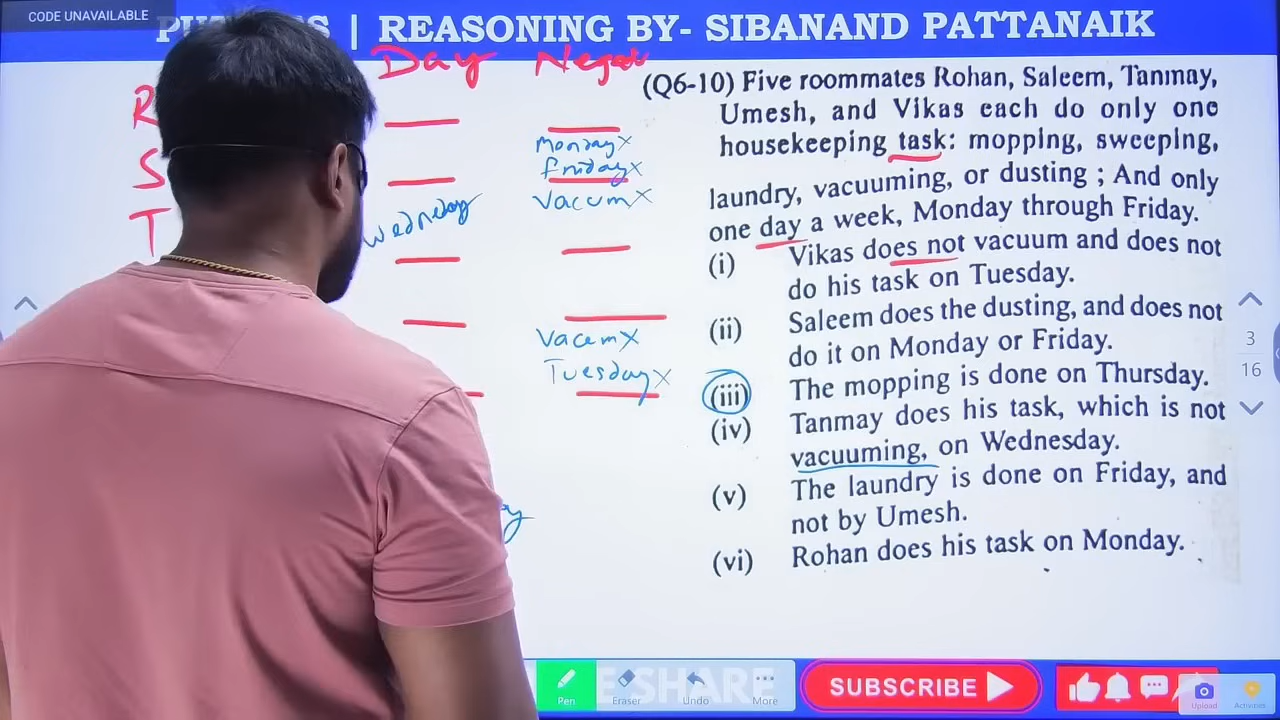 CODE UNAVAILABLE
| REASONING BY- SIBANAND PATTANAIK
Day
R
S
T
Monday x
Friday x
Vacum x
Wednesday
Vacum x
Tuesday x
(Q6-10) Five roommates Rohan, Saleem, Tanmay,
Umesh, and Vikas each do only one
housekeeping task: mopping, sweeping,
laundry, vacuuming, or dusting ; And only
one day a week, Monday through Friday.
(i) Vikas does not vacuum and does not
do his task on Tuesday.
(ii) Saleem does the dusting, and does not
do it on Monday or Friday.
(iii) The mopping is done on Thursday.
(iv) Tanmay does his task, which is not
vacuuming, on Wednesday.
(v) The laundry is done on Friday, and
not by Umesh.
(vi) Rohan does his task on Monday.
3
16
Pen
Eraser
Undo
More
SHARE
SUBSCRIBE
Upload
Activities